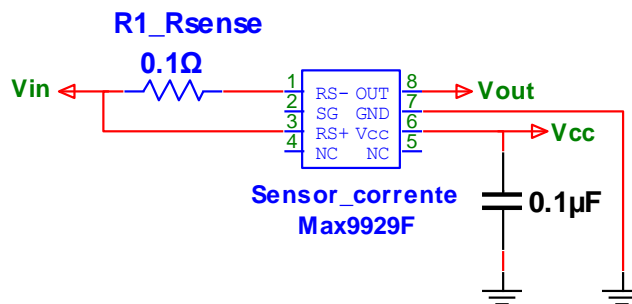 R1_Rsense
0.1Ω
Vin
1 RS- OUT 8 Vout
2 SG GND 7
3 RS+ Vcc 6 Vcc
4 NC NC 5
Sensor_corrente
Max9929F
0.1µF